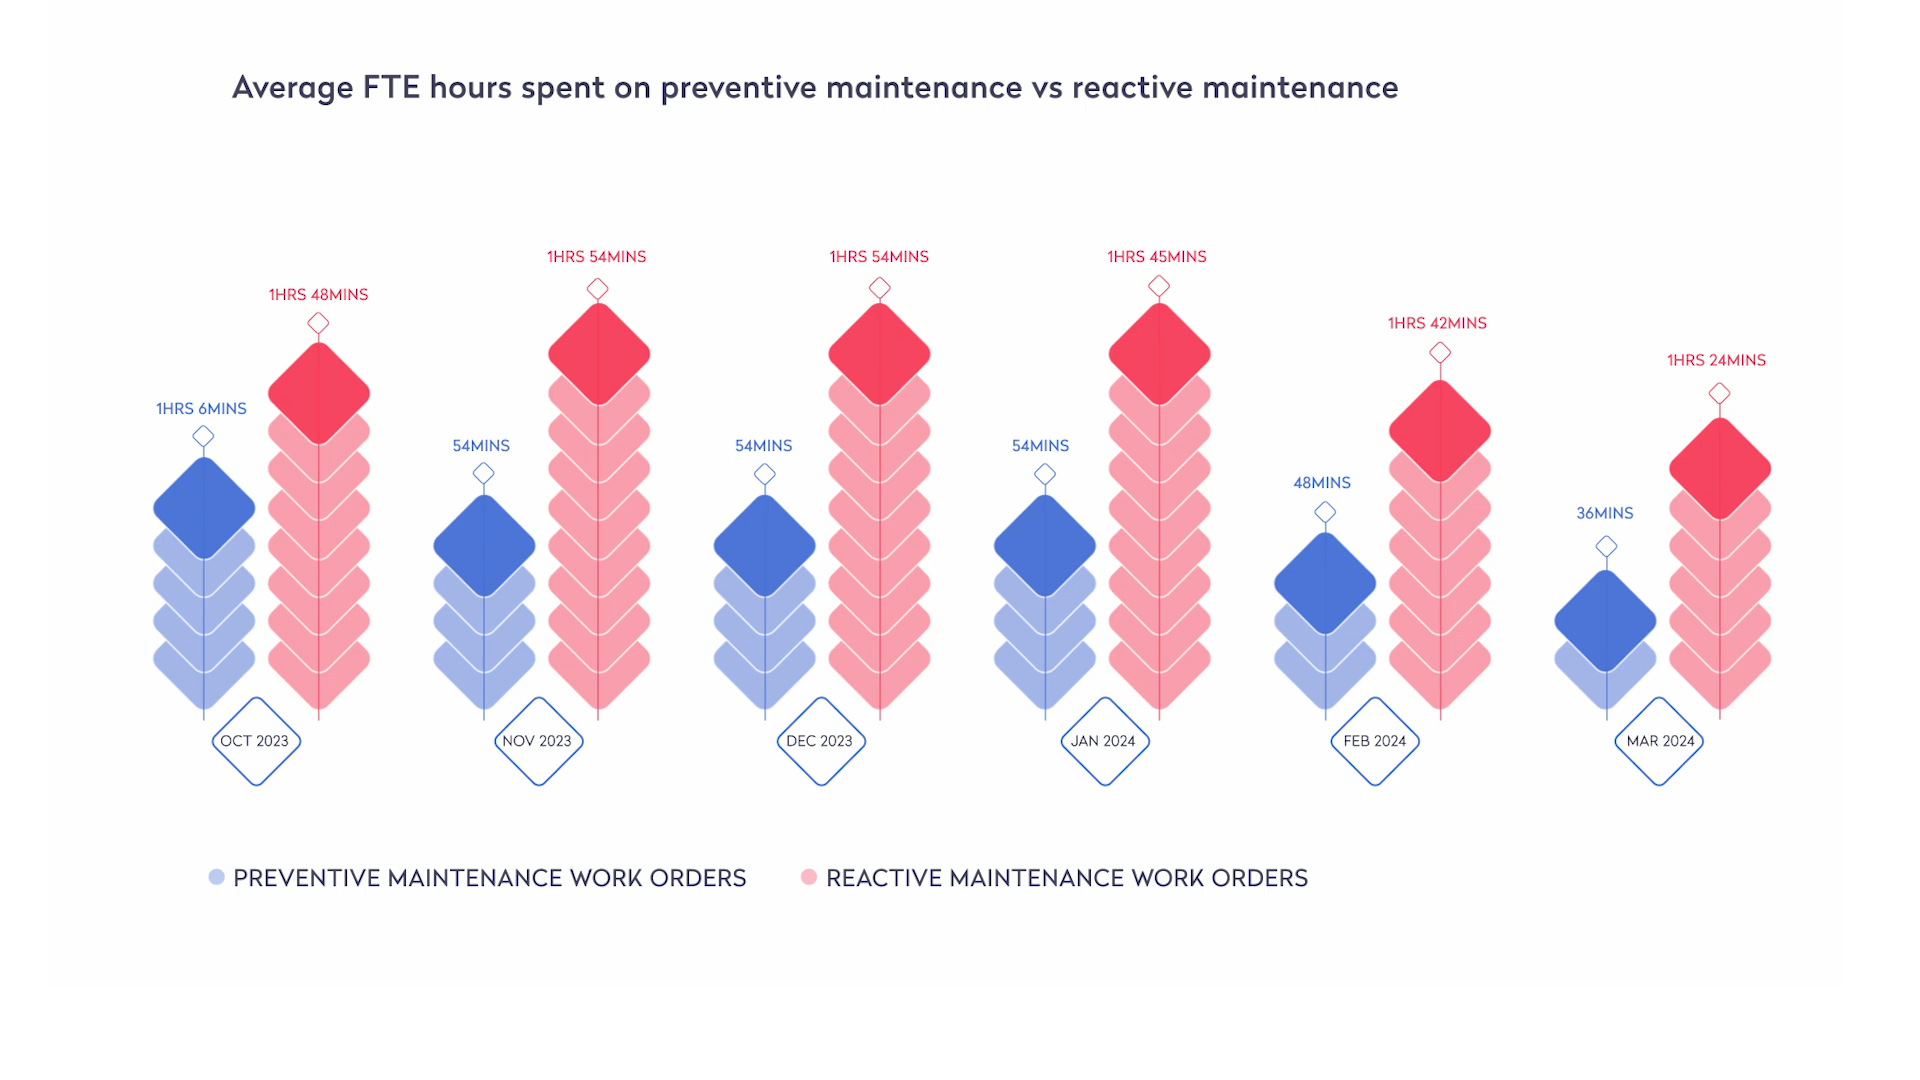 Average FTE hours spent on preventive maintenance vs reactive maintenance
1HRS 6MINS
1HRS 48MINS
54MINS
1HRS 54MINS
54MINS
1HRS 54MINS
54MINS
1HRS 45MINS
48MINS
1HRS 42MINS
36MINS
1HRS 24MINS
OCT 2023
NOV 2023
DEC 2023
JAN 2024
FEB 2024
MAR 2024
PREVENTIVE MAINTENANCE WORK ORDERS
REACTIVE MAINTENANCE WORK ORDERS